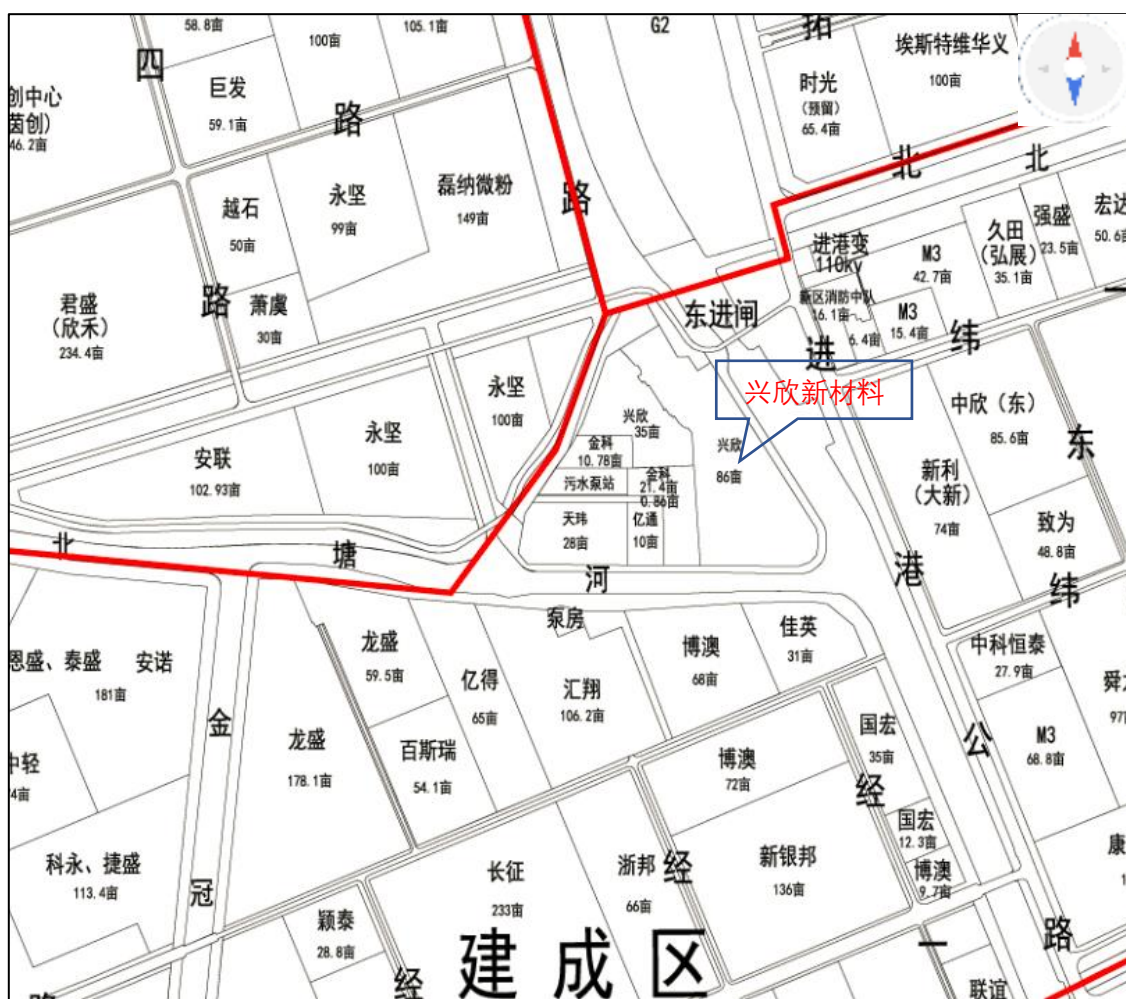 58.8亩
100亩
105.1亩
G2
拓
埃斯特维华义
100亩
四
巨发
59.1亩
路
时光
(预留)
65.4亩
创中心
茵创)
46.2亩
北
北
越石
50亩
永坚
99亩
磊纳微粉
149亩
路
进港变
110kv
M3
42.7亩
久田
(弘展)
35.1亩
强盛
23.5亩
宏达
50.6亩
路
君盛
(欣禾)
234.4亩
萧虞
30亩
东进闸
新区消防中队
16.1亩
M3
15.4亩
6.4亩
进
纬
一
兴欣新材料
永坚
100亩
兴欣
35亩
兴欣
86亩
中欣（东）
85.6亩
东
安联
102.93亩
永坚
100亩
金科
10.78亩
污水泵站
金科
21.4亩
0.86亩
新利
(大新)
74亩
天玮
28亩
亿通
10亩
致为
48.8亩
北
塘
河
港
纬
泵房
龙盛
59.5亩
亿得
65亩
汇翔
106.2亩
博澳
68亩
佳英
31亩
中科恒泰
27.9亩
恩盛、泰盛
安诺
181亩
金
国宏
35亩
公
M3
68.8亩
97
中轻
4亩
龙盛
178.1亩
百斯瑞
54.1亩
博澳
72亩
经
国宏
12.3亩
科永、捷盛
113.4亩
冠
长征
233亩
浙邦
66亩
经
新银邦
136亩
博澳
9.7亩
康
颖泰
28.8亩
建成区
一
路
经
联谊